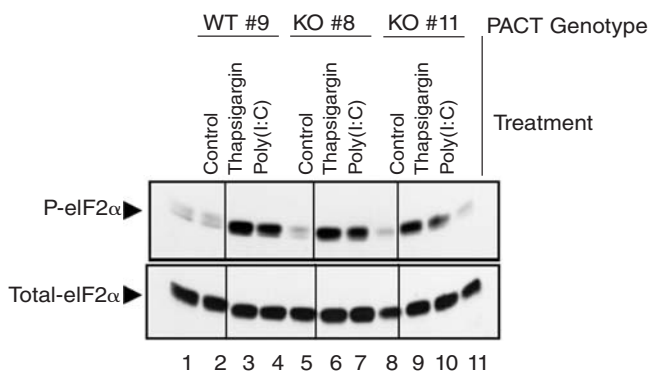 WT #9 KO #8 KO #11 PACT Genotype
Control Thapsigargin Poly(I:C) Control Thapsigargin Poly(I:C) Control Thapsigargin Poly(I:C) Treatment
P-eIF2α
Total-eIF2α
1 2 3 4 5 6 7 8 9 10 11